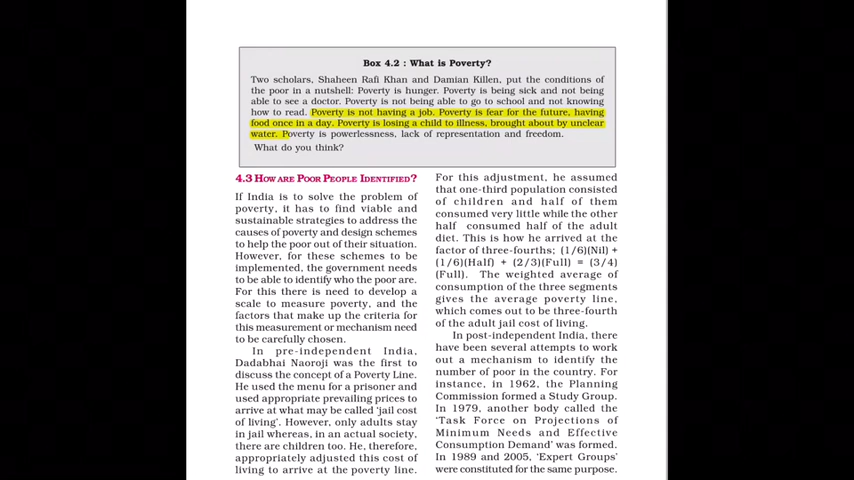 Box 4.2 : What is Poverty?
Two scholars, Shaheen Rafi Khan and Damian Killen, put the conditions of
the poor in a nutshell: Poverty is hunger. Poverty is being sick and not being
able to see a doctor. Poverty is not being able to go to school and not knowing
how to read. Poverty is not having a job. Poverty is fear for the future, having
food once in a day. Poverty is losing a child to illness, brought about by unclear
water. Poverty is powerlessness, lack of representation and freedom.
What do you think?
4.3 HOW ARE POOR PEOPLE IDENTIFIED?
If India is to solve the problem of
poverty, it has to find viable and
sustainable strategies to address the
causes of poverty and design schemes
to help the poor out of their situation.
However, for these schemes to be
implemented, the government needs
to be able to identify who the poor are.
For this there is need to develop a
scale to measure poverty, and the
factors that make up the criteria for
this measurement or mechanism need
to be carefully chosen.
In pre-independent India,
Dadabhai Naoroji was the first to
discuss the concept of a Poverty Line.
He used the menu for a prisoner and
used appropriate prevailing prices to
arrive at what may be called 'jail cost
of living'. However, only adults stay
in jail whereas, in an actual society,
there are children too. He, therefore,
appropriately adjusted this cost of
living to arrive at the poverty line.
For this adjustment, he assumed
that one-third population consisted
of children and half of them
consumed very little while the other
half consumed half of the adult
diet. This is how he arrived at the
factor of three-fourths; (1/6)(Nil) +
(1/6)(Half) + (2/3)(Full) = (3/4)
(Full). The weighted average of
consumption of the three segments
gives the average poverty line,
which comes out to be three-fourth
of the adult jail cost of living.
In post-independent India, there
have been several attempts to work
out a mechanism to identify the
number of poor in the country. For
instance, in 1962, the Planning
Commission formed a Study Group.
In 1979, another body called the
'Task Force on Projections of
Minimum Needs and Effective
Consumption Demand' was formed.
In 1989 and 2005, 'Expert Groups'
were constituted for the same purpose.